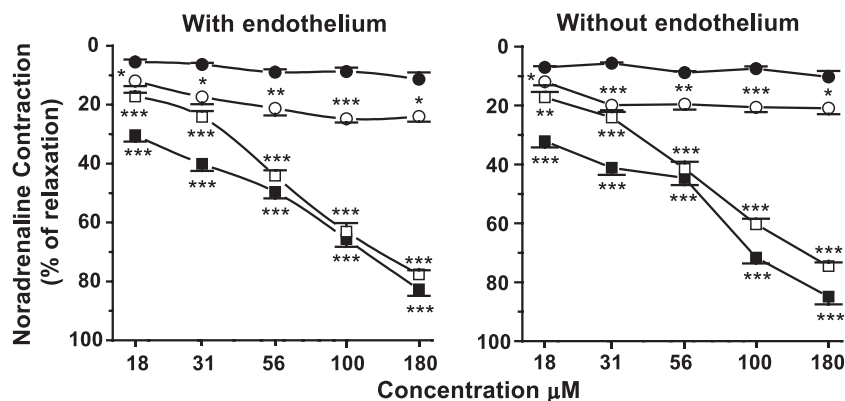 With endothelium
Without endothelium
Noradrenaline Contraction
(% of relaxation)
0
20
40
60
80
100
* * ** *** *
*** *** *** *** ***
*** *** *** *** ***
18 31 56 100 180
0
20
40
60
80
100
* *** ** *** *
** *** *** *** ***
*** *** *** *** ***
18 31 56 100 180
Concentration μM